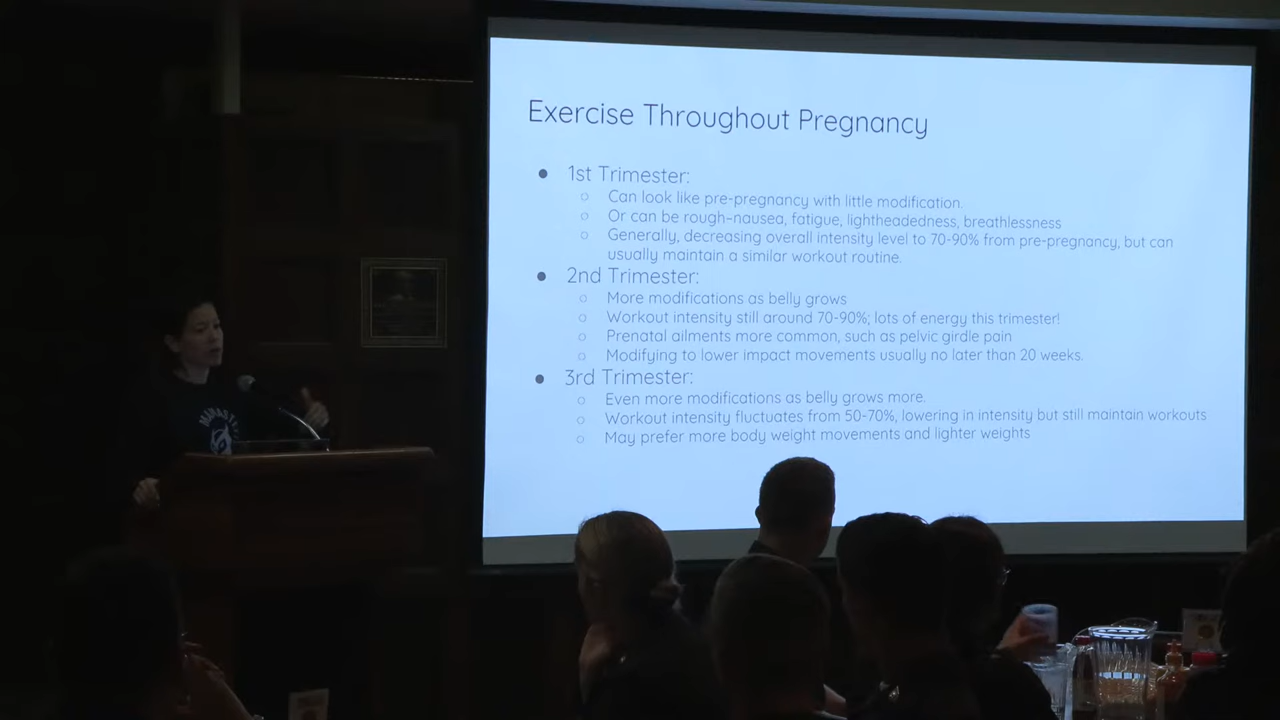 Exercise Throughout Pregnancy
● 1st Trimester:
○ Can look like pre-pregnancy with little modification.
○ Or can be rough–nausea, fatigue, lightheadedness, breathlessness
○ Generally, decreasing overall intensity level to 70-90% from pre-pregnancy, but can
usually maintain a similar workout routine.
● 2nd Trimester:
○ More modifications as belly grows
○ Workout intensity still around 70-90%; lots of energy this trimester!
○ Prenatal ailments more common, such as pelvic girdle pain
○ Modifying to lower impact movements usually no later than 20 weeks.
● 3rd Trimester:
○ Even more modifications as belly grows more.
○ Workout intensity fluctuates from 50-70%, lowering in intensity but still maintain workouts
○ May prefer more body weight movements and lighter weights